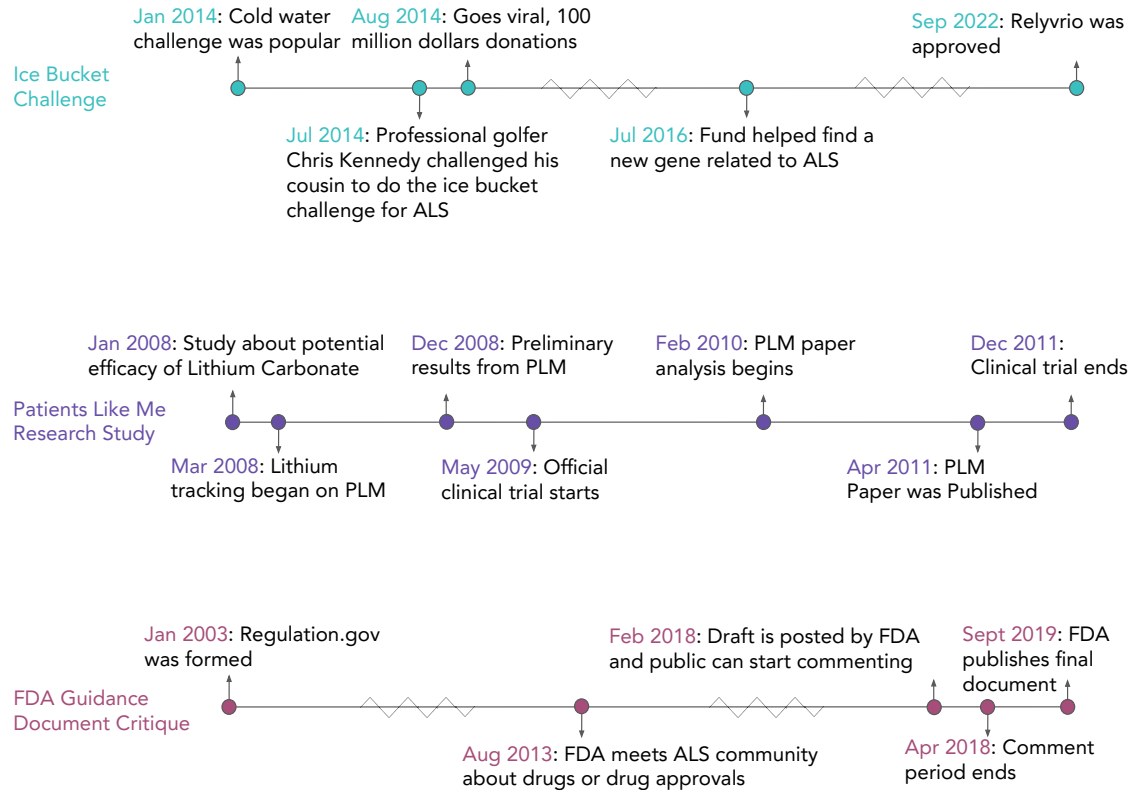 Jan 2014: Cold water
challenge was popular
Aug 2014: Goes viral, 100
million dollars donations
Sep 2022: Relyvrio was
approved
Ice Bucket
Challenge
Jul 2014: Professional golfer
Chris Kennedy challenged his
cousin to do the ice bucket
challenge for ALS
Jul 2016: Fund helped find a
new gene related to ALS
Jan 2008: Study about potential
efficacy of Lithium Carbonate
Dec 2008: Preliminary
results from PLM
Feb 2010: PLM paper
analysis begins
Dec 2011:
Clinical trial ends
Patients Like Me
Research Study
Mar 2008: Lithium
tracking began on PLM
May 2009: Official
clinical trial starts
Apr 2011: PLM
Paper was Published
Jan 2003: Regulation.gov
was formed
Feb 2018: Draft is posted by FDA
and public can start commenting
Sept 2019: FDA
publishes final
document
FDA Guidance
Document Critique
Aug 2013: FDA meets ALS community
about drugs or drug approvals
Apr 2018: Comment
period ends